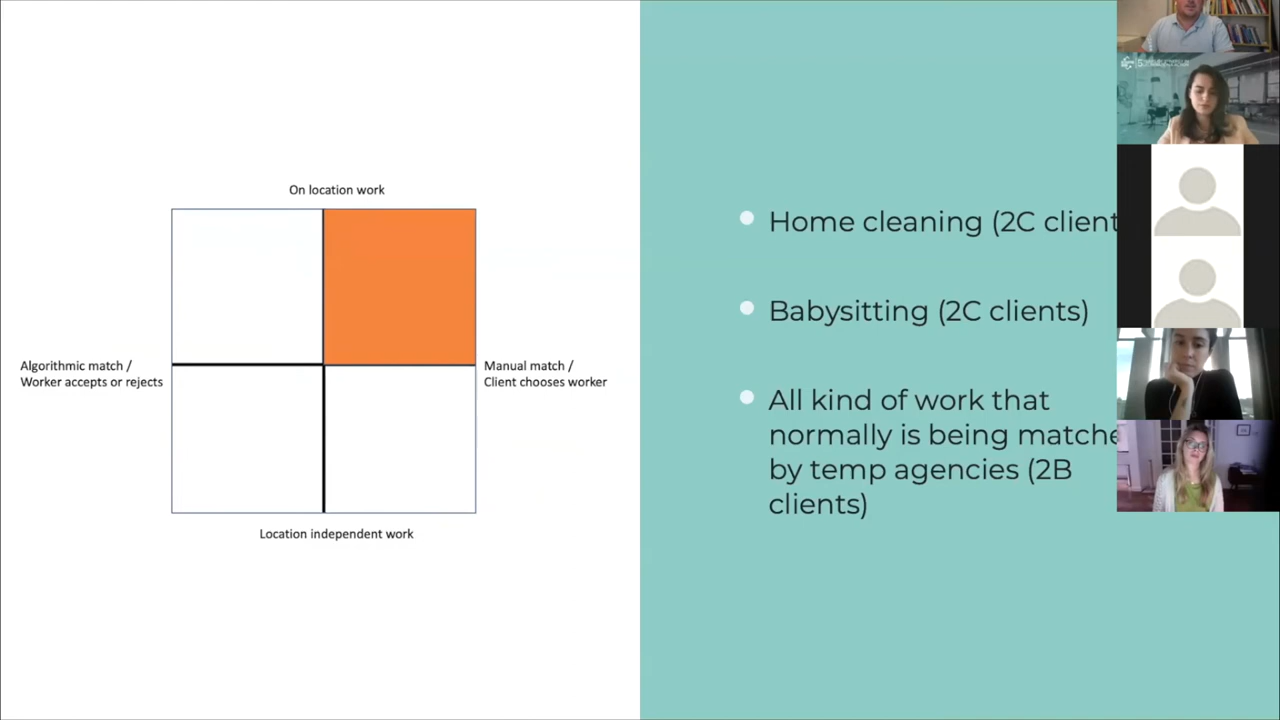 On location work
Algorithmic match /
Worker accepts or rejects
Manual match /
Client chooses worker
Location independent work
Home cleaning (2C client
Babysitting (2C clients)
All kind of work that
normally is being matche
by temp agencies (2B
clients)